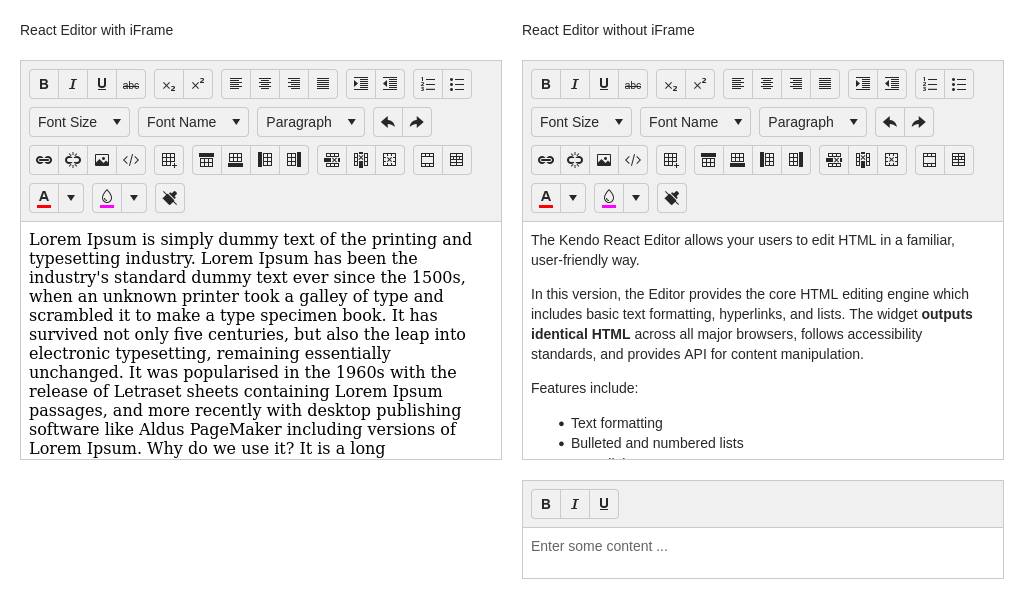 React Editor with iFrame
B I U abc x₂ x²
Font Size Font Name Paragraph
A
Lorem Ipsum is simply dummy text of the printing and
typesetting industry. Lorem Ipsum has been the
industry's standard dummy text ever since the 1500s,
when an unknown printer took a galley of type and
scrambled it to make a type specimen book. It has
survived not only five centuries, but also the leap into
electronic typesetting, remaining essentially
unchanged. It was popularised in the 1960s with the
release of Letraset sheets containing Lorem Ipsum
passages, and more recently with desktop publishing
software like Aldus PageMaker including versions of
Lorem Ipsum. Why do we use it? It is a long
React Editor without iFrame
B I U abc x₂ x²
Font Size Font Name Paragraph
A
The Kendo React Editor allows your users to edit HTML in a familiar,
user-friendly way.
In this version, the Editor provides the core HTML editing engine which
includes basic text formatting, hyperlinks, and lists. The widget outputs
identical HTML across all major browsers, follows accessibility
standards, and provides API for content manipulation.
Features include:
• Text formatting
• Bulleted and numbered lists
B I U
Enter some content ...